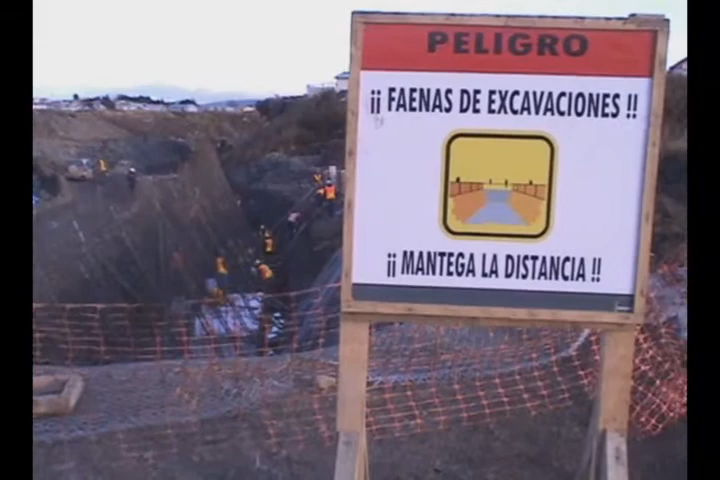 PELIGRO
¡¡ FAENAS DE EXCAVACIONES !!
¡¡ MANTEGA LA DISTANCIA !!